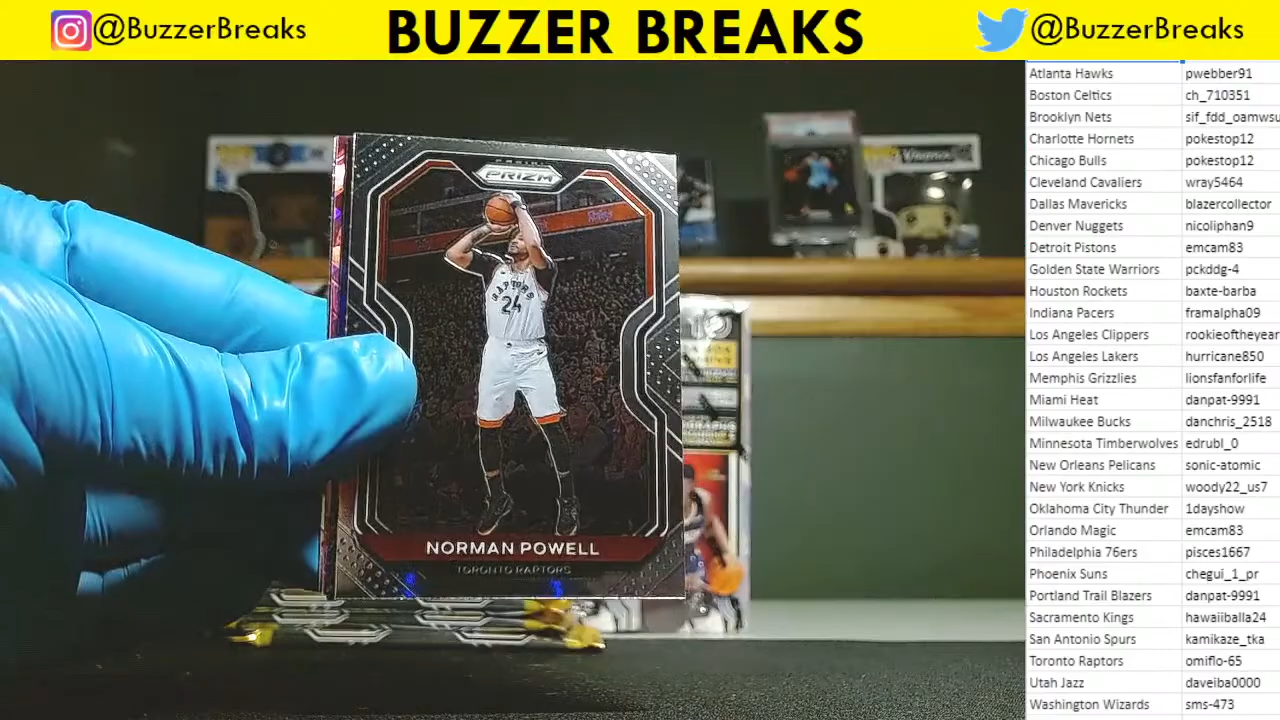 @BuzzerBreaks
BUZZER BREAKS
@BuzzerBreaks
Atlanta Hawks pwebber91
Boston Celtics ch_710351
Brooklyn Nets sif_fdd_oamwsu
Charlotte Hornets pokestop12
Chicago Bulls pokestop12
Cleveland Cavaliers wray5464
Dallas Mavericks blazercollector
Denver Nuggets nicoliphan9
Detroit Pistons emcam83
Golden State Warriors pckddg-4
Houston Rockets baxte-barba
Indiana Pacers framalpha09
Los Angeles Clippers rookieoftheyear
Los Angeles Lakers hurricane850
Memphis Grizzlies lionsfanforlife
Miami Heat danpat-9991
Milwaukee Bucks danchris_2518
Minnesota Timberwolves edrubl_0
New Orleans Pelicans sonic-atomic
New York Knicks woody22_us7
Oklahoma City Thunder 1dayshow
Orlando Magic emcam83
Philadelphia 76ers pisces1667
Phoenix Suns chegui_1_pr
Portland Trail Blazers danpat-9991
Sacramento Kings hawaiiballa24
San Antonio Spurs kamikaze_tka
Toronto Raptors omiflo-65
Utah Jazz daveiba0000
Washington Wizards sms-473
PANINI
PRIZM
RAPTORS
24
NORMAN POWELL
TORONTO RAPTORS